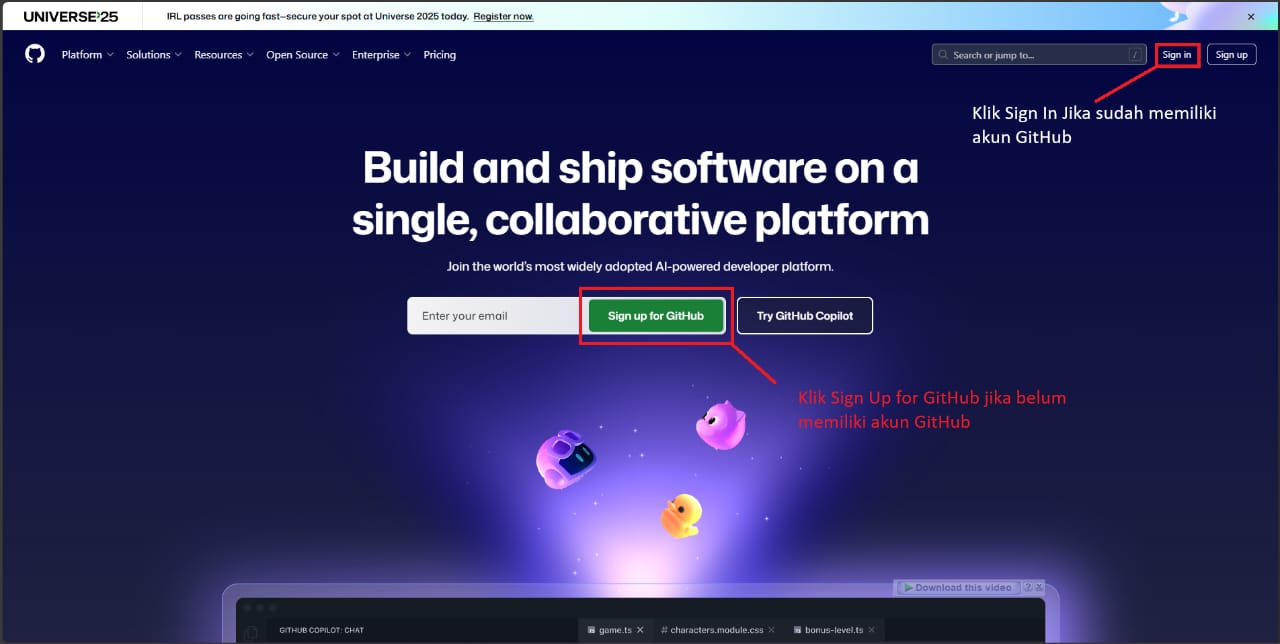 UNIVERSE'25
IRL passes are going fast—secure your spot at Universe 2025 today. Register now.
Platform Solutions Resources Open Source Enterprise Pricing
Search or jump to... /
Sign in
Sign up
Klik Sign In Jika sudah memiliki
akun GitHub
Build and ship software on a
single, collaborative platform
Join the world's most widely adopted AI-powered developer platform.
Enter your email
Sign up for GitHub
Try GitHub Copilot
Klik Sign Up for GitHub jika belum
memiliki akun GitHub
Download this video ? X
GITHUB COPILOT: CHAT
game.ts
# characters.module.css
bonus-level.ts